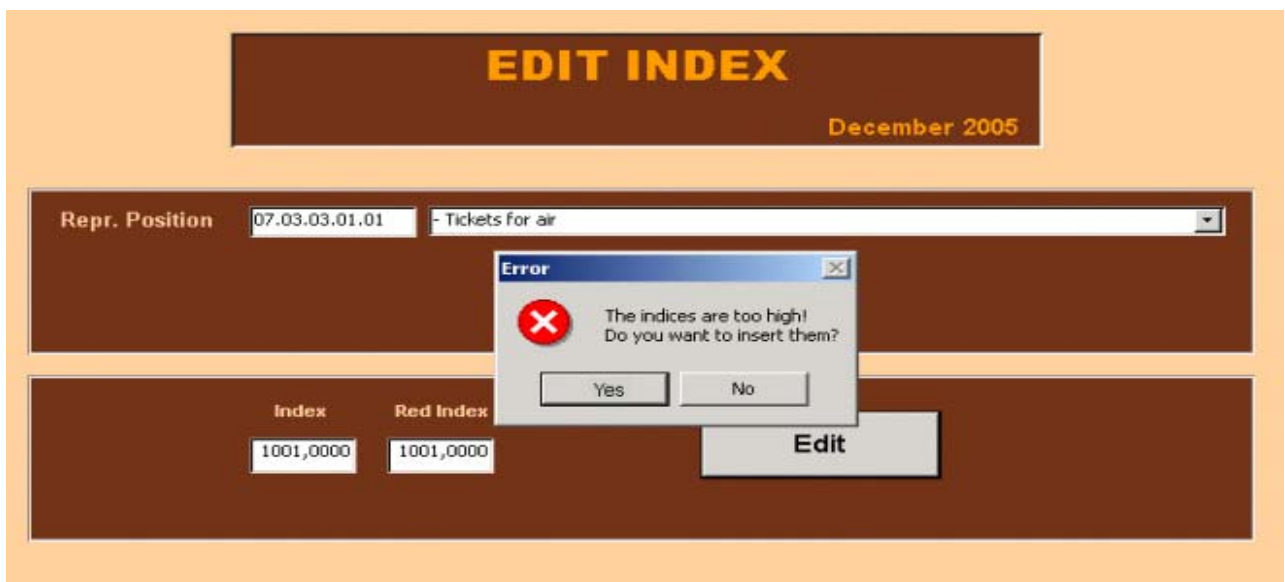 EDIT INDEX
December 2005
Repr. Position 07.03.03.01.01 - Tickets for air
Error
The indices are too high!
Do you want to insert them?
Yes No
Index Red Index
1001,0000 1001,0000
Edit